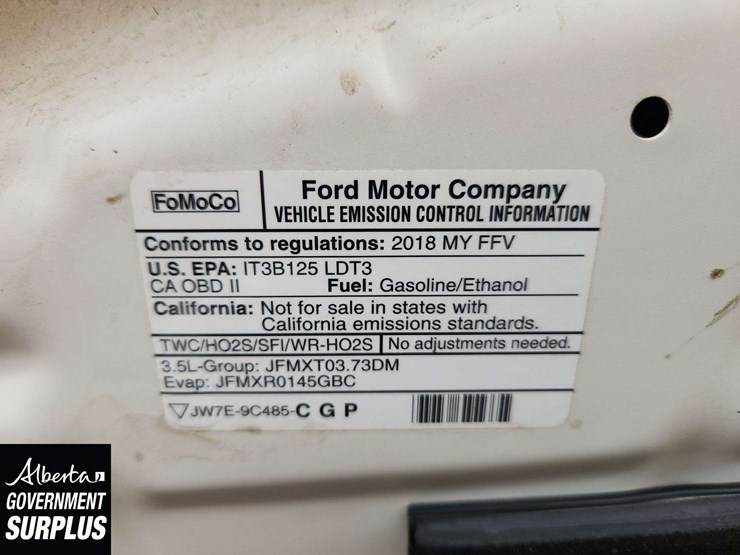 FoMoCo
Ford Motor Company
VEHICLE EMISSION CONTROL INFORMATION
Conforms to regulations: 2018 MY FFV
U.S. EPA: IT3B125 LDT3
CA OBD II Fuel: Gasoline/Ethanol
California: Not for sale in states with
California emissions standards.
TWC/HO2S/SFI/WR-HO2S No adjustments needed.
3.5L-Group: JFMXT03.73DM
Evap: JFMXR0145GBC
JW7E-9C485-C G P
Alberta
GOVERNMENT
SURPLUS